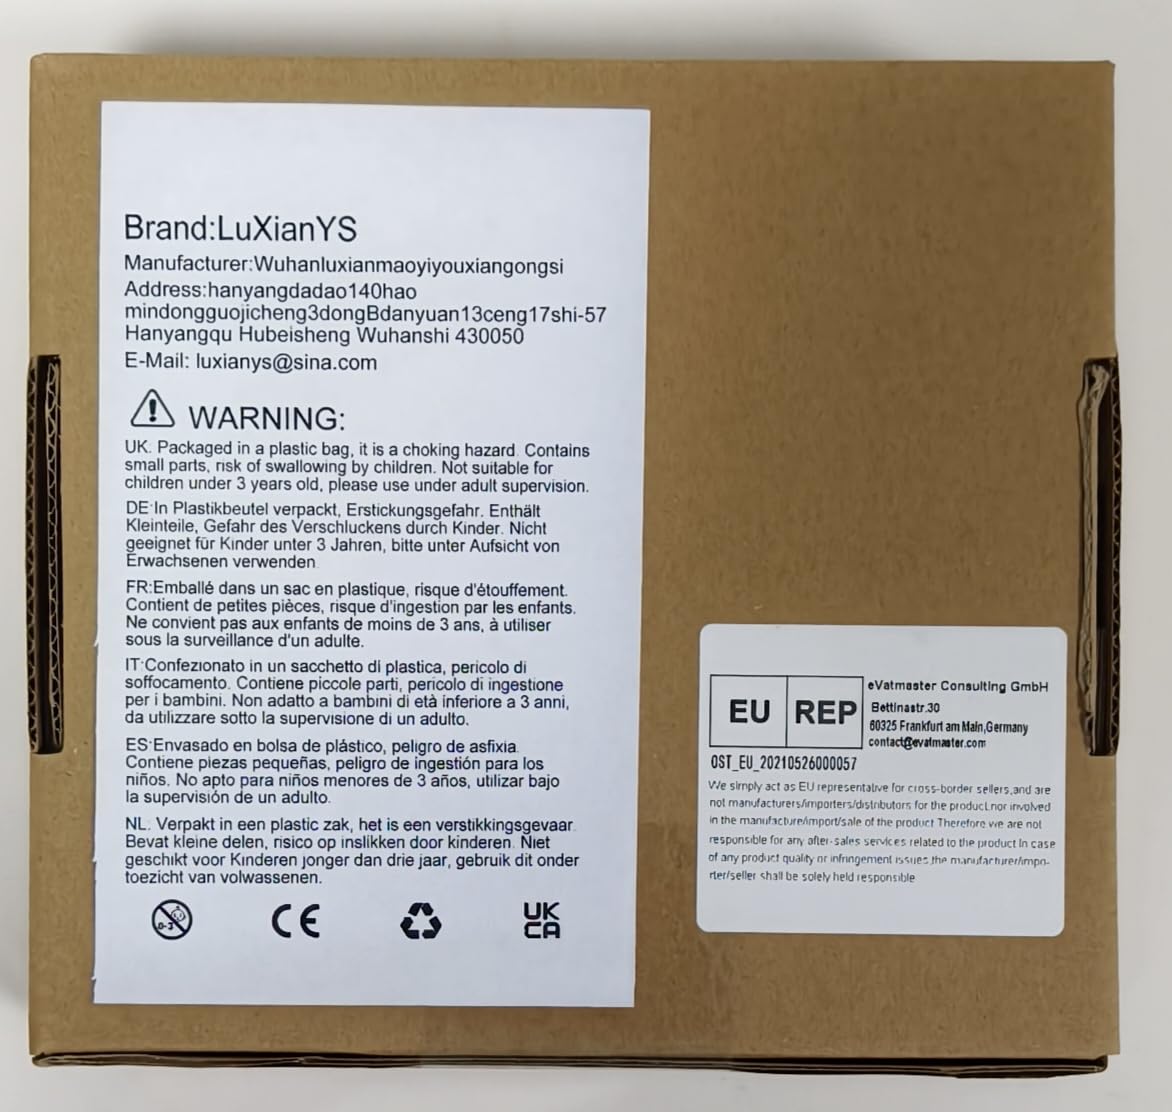 Brand:LuXianYS
Manufacturer:Wuhanluxianmaoyiyouxiangongsi
Address:hanyangdadao140hao
mindongguojicheng3dongBdanyuan13ceng17shi-57
Hanyangqu Hubeisheng Wuhanshi 430050
E-Mail: luxianys@sina.com
WARNING:
UK: Packaged in a plastic bag, it is a choking hazard. Contains
small parts, risk of swallowing by children. Not suitable for
children under 3 years old, please use under adult supervision.
DE:In Plastikbeutel verpackt, Erstickungsgefahr. Enthält
Kleinteile, Gefahr des Verschluckens durch Kinder. Nicht
geeignet für Kinder unter 3 Jahren, bitte unter Aufsicht von
Erwachsenen verwenden.
FR:Emballé dans un sac en plastique, risque d'étouffement.
Contient de petites pièces, risque d'ingestion par les enfants.
Ne convient pas aux enfants de moins de 3 ans, à utiliser
sous la surveillance d'un adulte.
IT:Confezionato in un sacchetto di plastica, pericolo di
soffocamento. Contiene piccole parti, pericolo di ingestione
per i bambini. Non adatto a bambini di età inferiore a 3 anni,
da utilizzare sotto la supervisione di un adulto.
ES:Envasado en bolsa de plástico, peligro de asfixia.
Contiene piezas pequeñas, peligro de ingestión para los
niños. No apto para niños menores de 3 años, utilizar bajo
la supervisión de un adulto.
NL: Verpakt in een plastic zak, het is een verstikkingsgevaar.
Bevat kleine delen, risico op inslikken door kinderen. Niet
geschikt voor Kinderen jonger dan drie jaar, gebruik dit onder
toezicht van volwassenen.
0-3
CE
UK
CA
EU REP
eVatmaster Consulting GmbH
Bettinastr.30
60325 Frankfurt am Main,Germany
contact@evatmaster.com
OST_EU_20210526000057
We simply act as EU representative for cross-border sellers,and are
not manufacturers/importers/distributors for the product,nor involved
in the manufacture/import/sale of the product Therefore we are not
responsible for any after-sales services related to the product In case
of any product quality or infringement issues,the manufacturer/impo-
rter/seller shall be solely held responsible